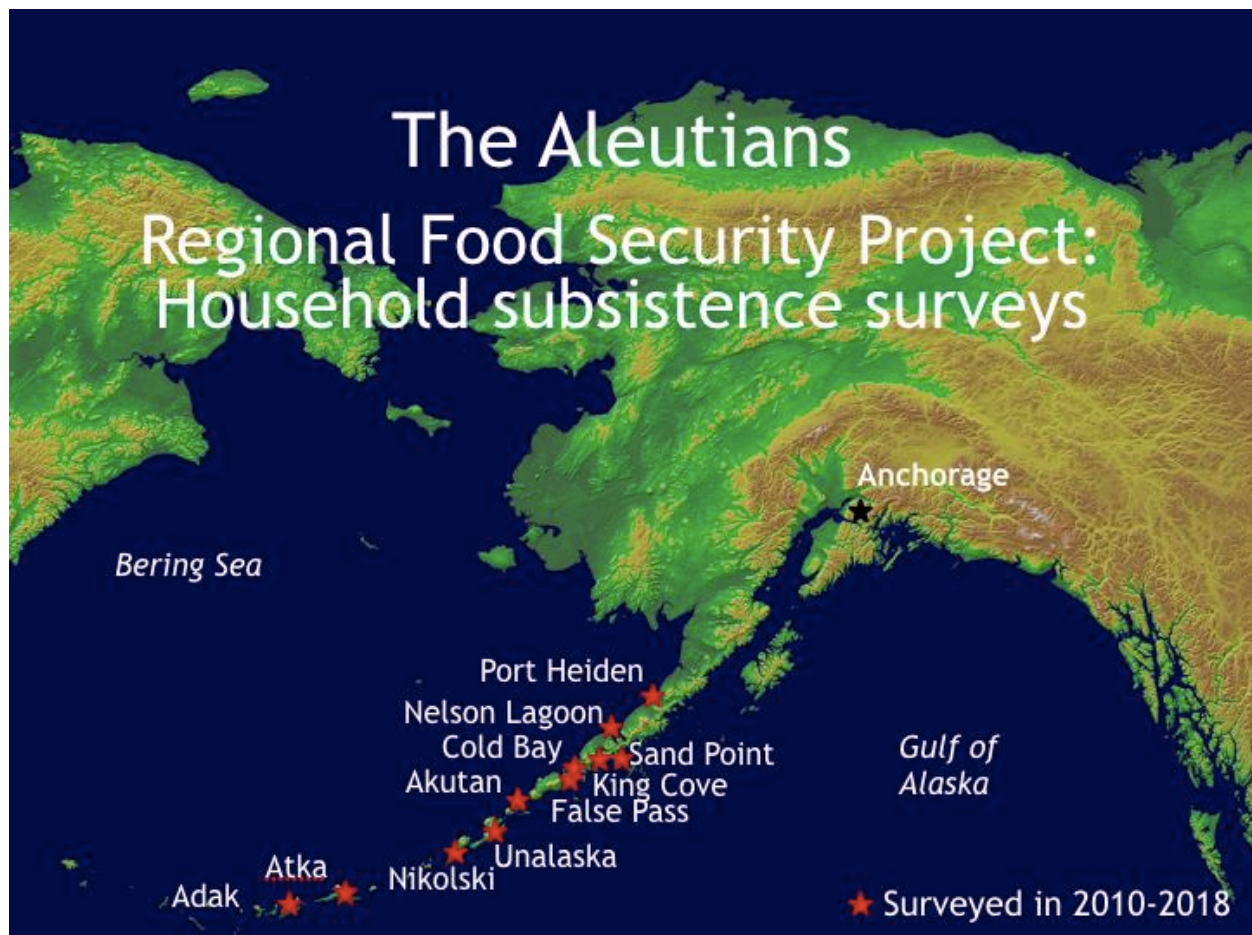 The Aleutians
Regional Food Security Project:
Household subsistence surveys
Anchorage
Bering Sea
Port Heiden
Nelson Lagoon
Cold Bay
Sand Point
Akutan
King Cove
False Pass
Gulf of
Alaska
Unalaska
Atka
Nikolski
Adak
Surveyed in 2010-2018